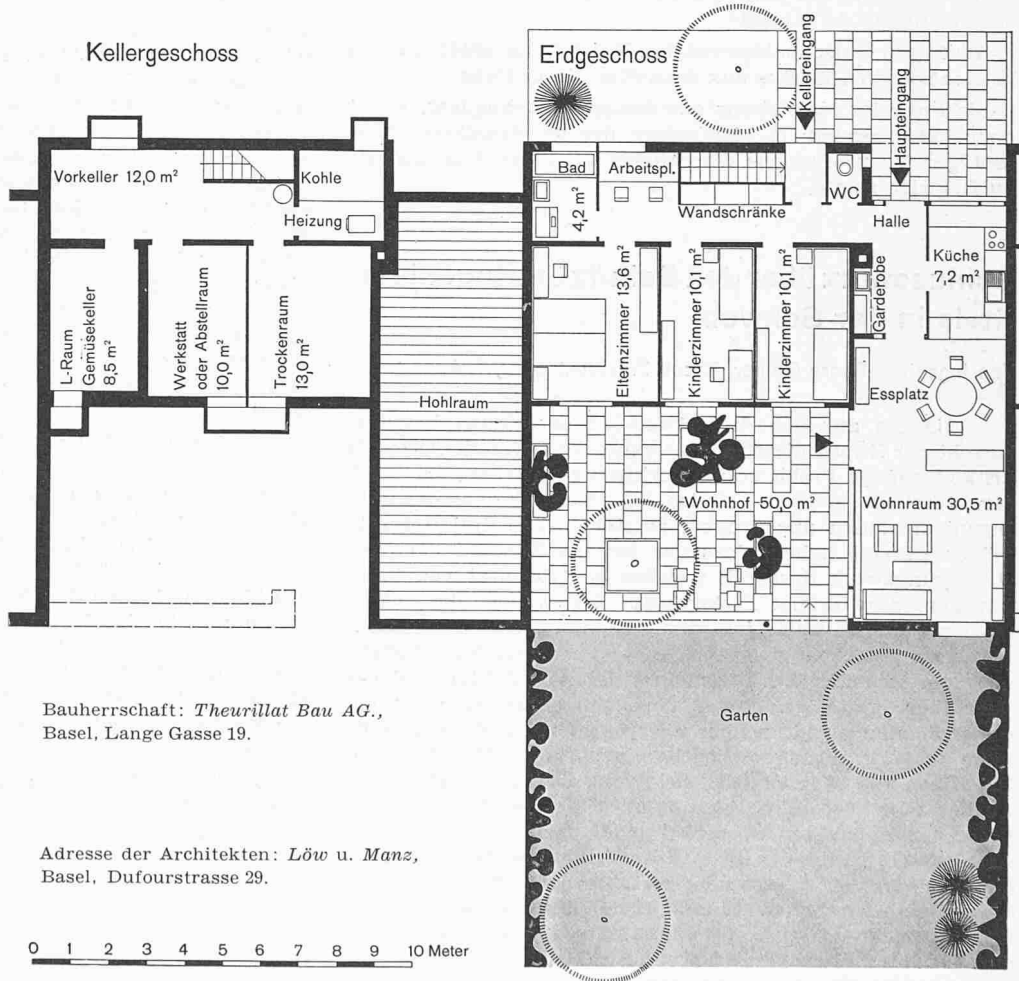 Kellergeschoss
Vorkeller 12,0 m²
Kohle
Heizung
L-Raum
Gemüsekeller
8,5 m²
Werkstatt
oder Abstellraum
10,0 m²
Trockenraum
13,0 m²
Hohlraum
Erdgeschoss
Kellereingang
Haupteingang
Bad
4,2 m²
Arbeitspl.
Wandschränke
WC
Halle
Küche
7,2 m²
Garderobe
Elternzimmer 13,6 m²
Kinderzimmer 10,1 m²
Kinderzimmer 10,1 m²
Essplatz
Wohnhof 50,0 m²
Wohnraum 30,5 m²
Garten
Bauherrschaft: Theurillat Bau AG.,
Basel, Lange Gasse 19.
Adresse der Architekten: Löw u. Manz,
Basel, Dufourstrasse 29.
0 1 2 3 4 5 6 7 8 9 10 Meter